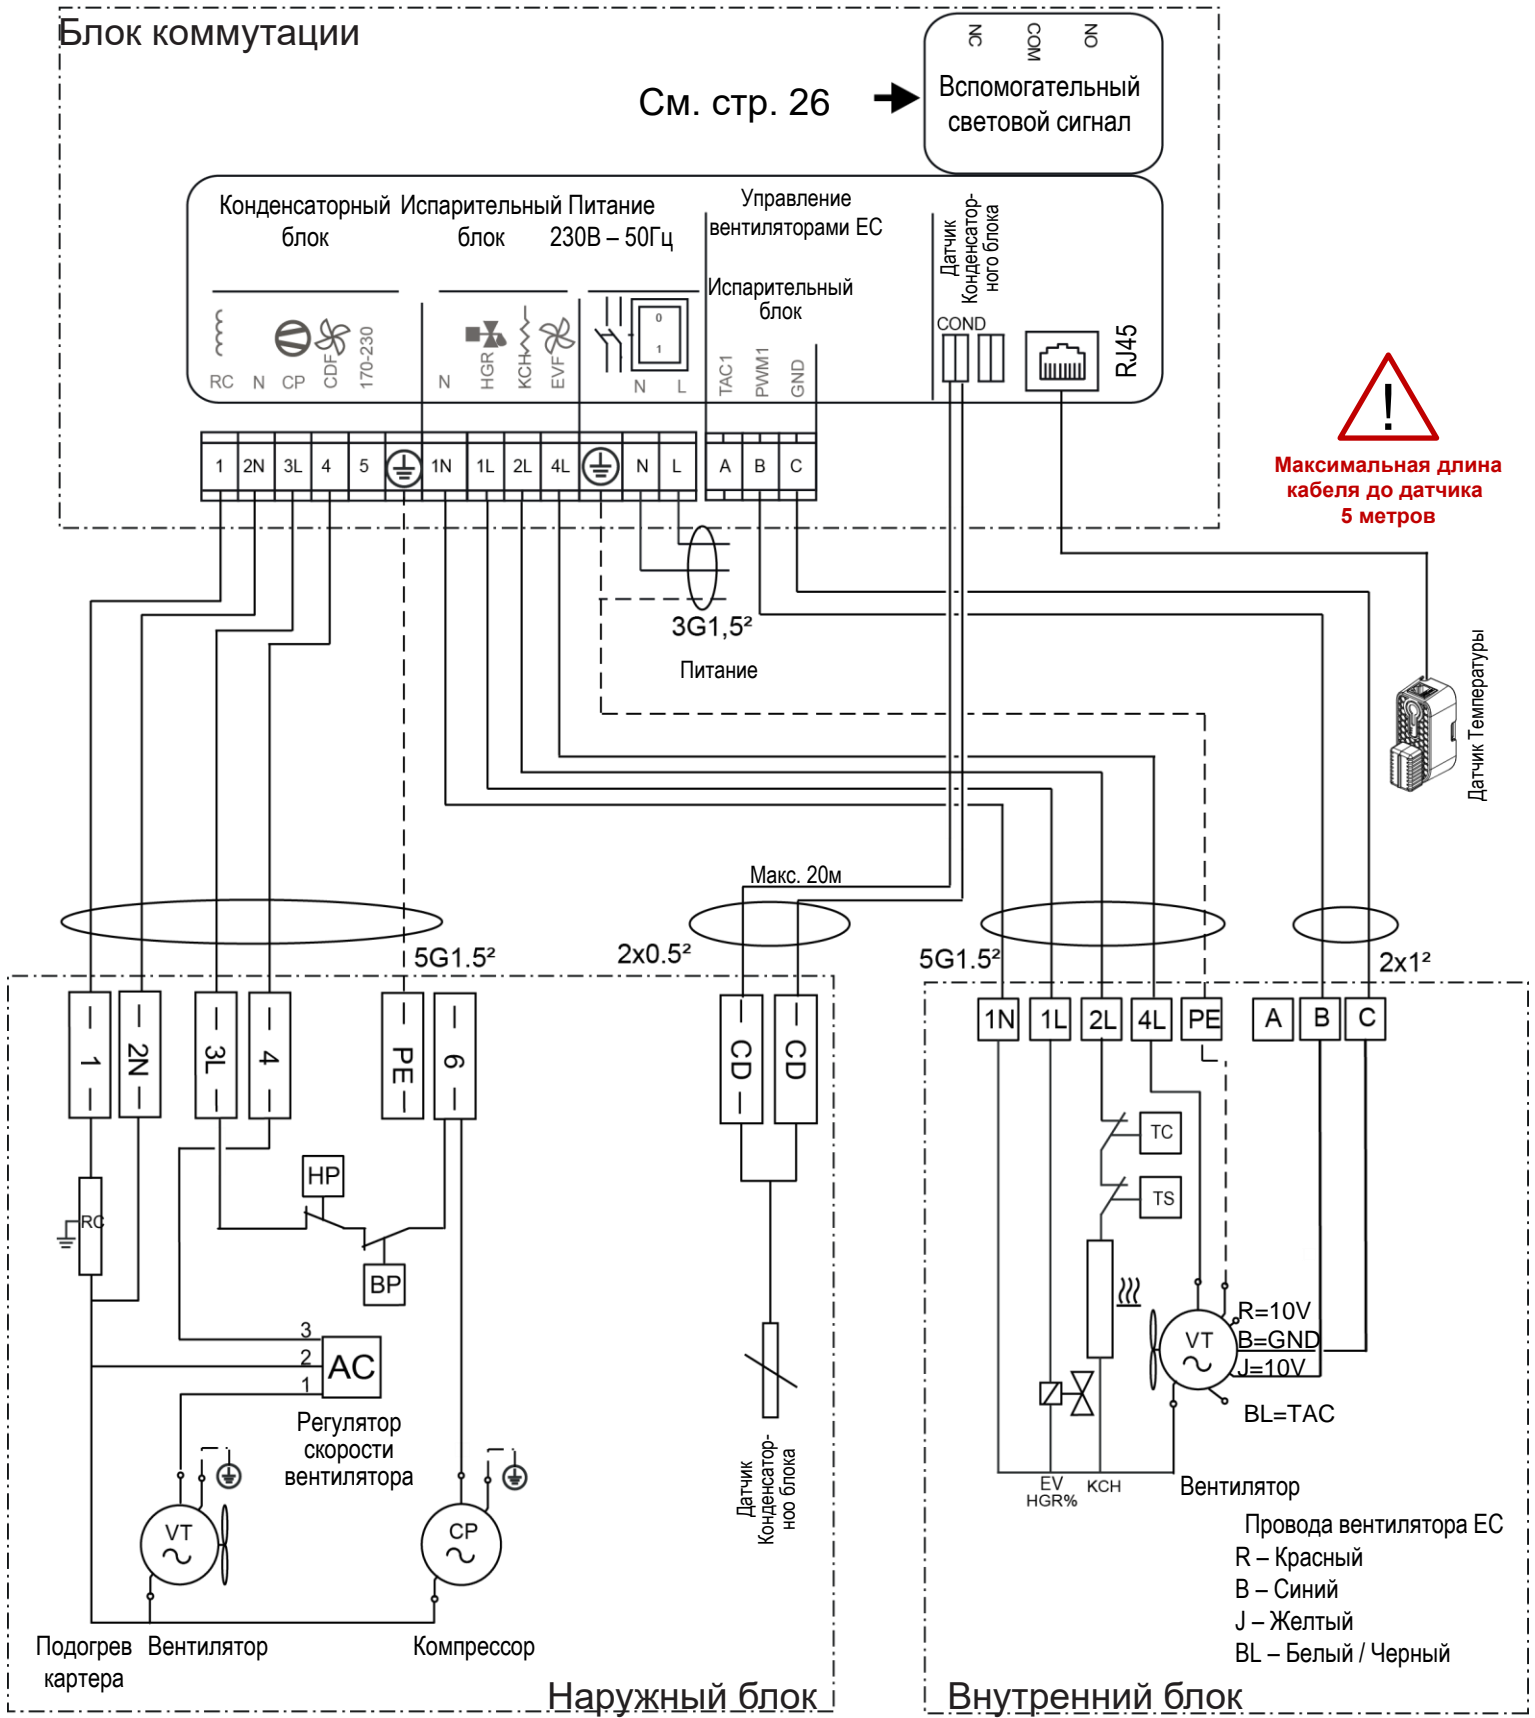 Блок коммутации
NC
COM
NO
См. стр. 26
Вспомогательный
световой сигнал
Конденсаторный
блок
Испарительный
блок
Питание
230В – 50Гц
Управление
вентиляторами ЕС
Испарительный
блок
Датчик
Конденсатор-
ного блока
COND
RJ45
0
1
RC
N
CP
CDF
170-230
N
HGR
KCH
EVF
N
L
TAC1
PWM1
GND
1
2N
3L
4
5
1N
1L
2L
4L
N
L
A
B
C
!
Максимальная длина
кабеля до датчика
5 метров
3G1,5²
Питание
Датчик Температуры
Макс. 20м
5G1.5²
2x0.5²
5G1.5²
2x1²
1
2N
3L
4
PE
6
CD
CD
1N
1L
2L
4L
PE
A
B
C
RC
HP
BP
TC
TS
3
2
1
AC
Регулятор
скорости
вентилятора
VT
CP
Датчик
Конденсатор-
ноо блока
VT
R=10V
B=GND
J=10V
BL=TAC
EV
HGR%
KCH
Вентилятор
Провода вентилятора ЕС
R – Красный
B – Синий
J – Желтый
BL – Белый / Черный
Подогрев
картера
Вентилятор
Компрессор
Наружный блок
Внутренний блок